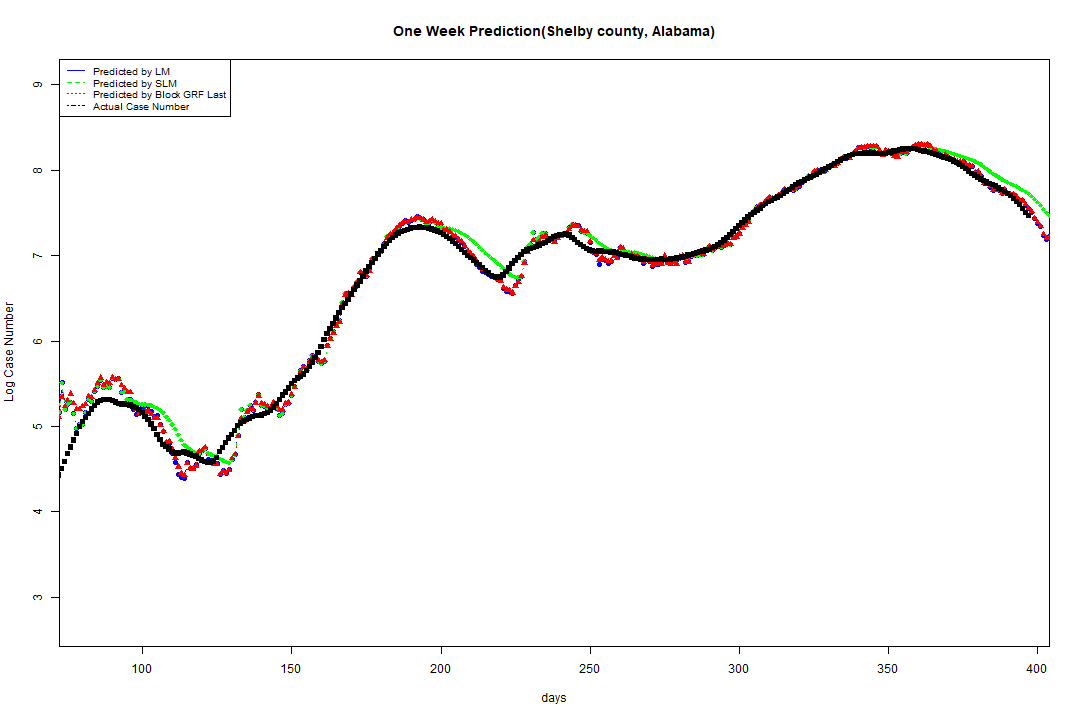 One Week Prediction(Shelby county, Alabama)
Predicted by LM
Predicted by SLM
Predicted by Block GRF Last
Actual Case Number
9
8
7
6
5
4
3
Log Case Number
100 150 200 250 300 350 400
days